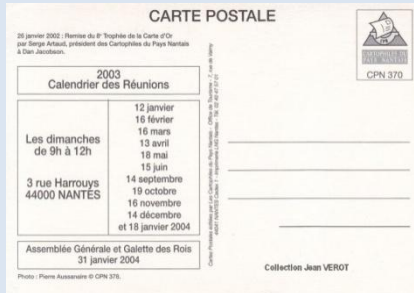 CARTE POSTALE
26 janvier 2002 : Remise du 8e Trophée de la Carte d'Or
par Serge Artaud, président des Cartophiles du Pays Nantais
à Dan Jacobson.
CPN 370
2003
Calendrier des Réunions
Les dimanches
de 9h à 12h
3 rue Harrouys
44000 NANTES
12 janvier
16 février
16 mars
13 avril
18 mai
15 juin
14 septembre
19 octobre
16 novembre
14 décembre
et 18 janvier 2004
Assemblée Générale et Galette des Rois
31 janvier 2004
Photo : Pierre Aussenaire © CPN 376.
Collection Jean VEROT